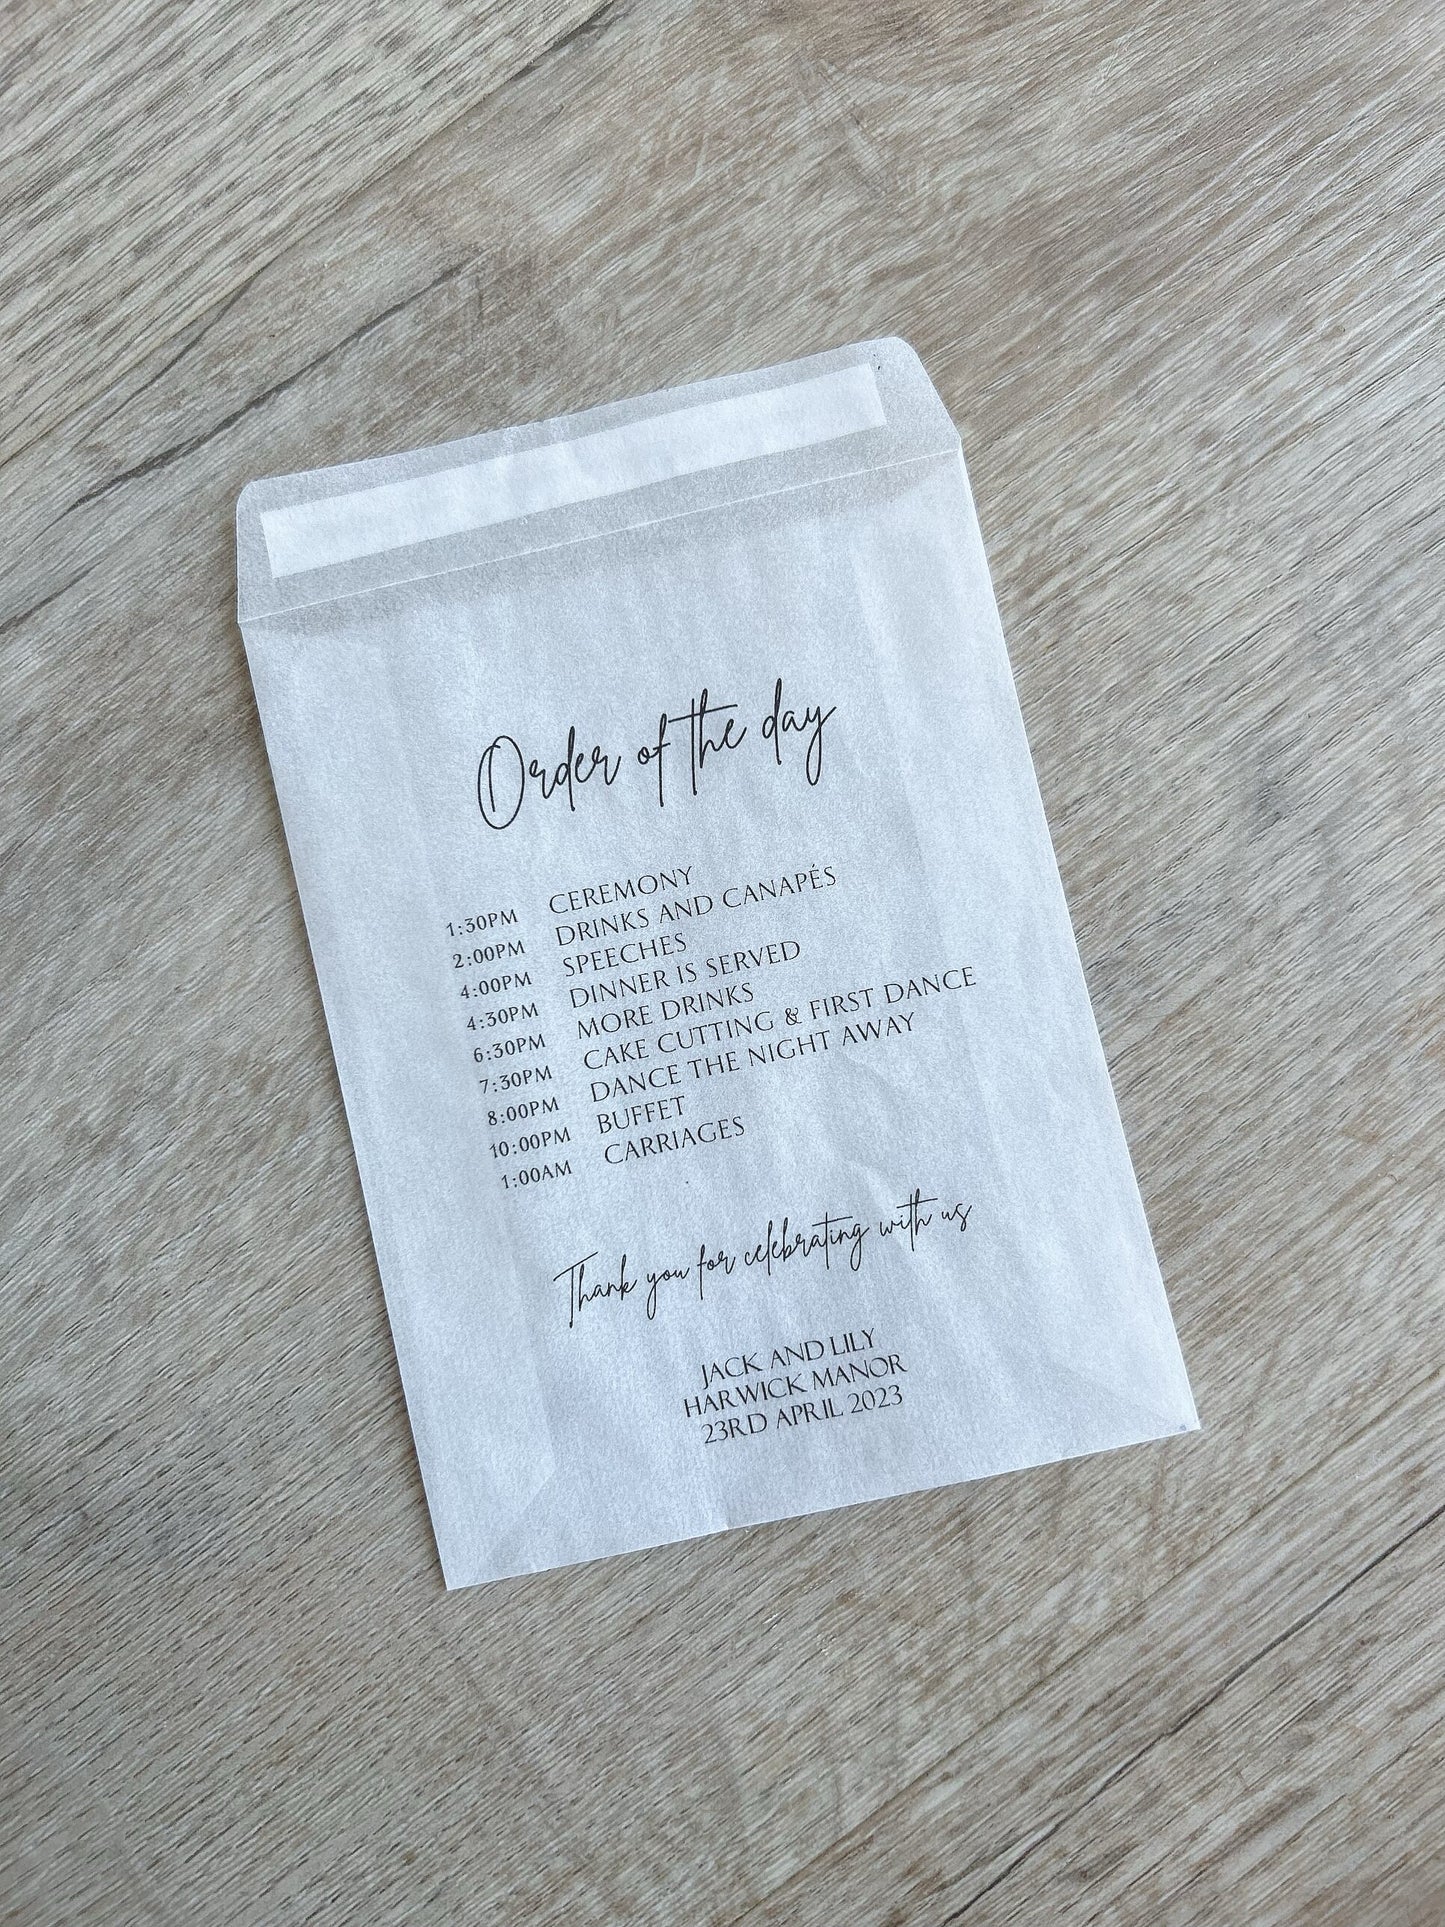 Order of the day
1:30PM CEREMONY
2:00PM DRINKS AND CANAPÉS
4:00PM SPEECHES
4:30PM DINNER IS SERVED
6:30PM MORE DRINKS
7:30PM CAKE CUTTING & FIRST DANCE
8:00PM DANCE THE NIGHT AWAY
10:00PM BUFFET
1:00AM CARRIAGES
Thank you for celebrating with us
JACK AND LILY
HARWICK MANOR
23RD APRIL 2023